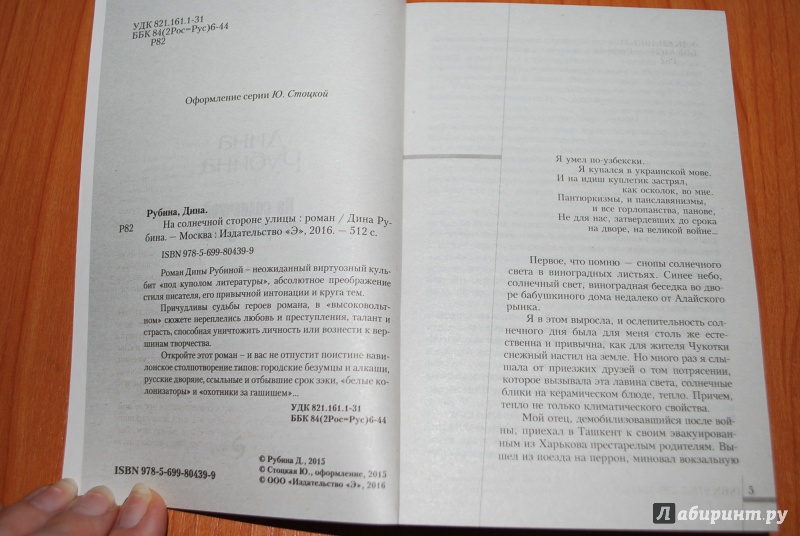 УДК 821.161.1-31
ББК 84(2Рос=Рус)6-44
Р82
Оформление серии Ю. Стоцкой
Рубина, Дина.
Р82 На солнечной стороне улицы : роман / Дина Ру-
бина. — Москва : Издательство «Э», 2016. — 512 с.
ISBN 978-5-699-80439-9
Роман Дины Рубиной – неожиданный виртуозный куль-
бит «под куполом литературы», абсолютное преображение
стиля писателя, его привычной интонации и круга тем.
Причудливы судьбы героев романа, в «высоковольт-
ном» сюжете переплелись любовь и преступления, талант и
страсть, способная уничтожить личность или вознести к вер-
шинам творчества.
Откройте этот роман – и вас не отпустит поистине вави-
лонское столпотворение типов: городские безумцы и алкаши,
русские дворяне, ссыльные и отбывшие срок зэки, «белые ко-
лонизаторы» и «охотники за гашишем»...
УДК 821.161.1-31
ББК 84(2Рос=Рус)6-44
© Рубина Д., 2015
© Стоцкая Ю., оформление, 2015
ISBN 978-5-699-80439-9 © ООО «Издательство «Э», 2016
Я умел по-узбекски.
Я купался в украинской мове.
И на идиш куплетик застрял,
как осколок, во мне.
Пантюркизмы, и панславянизмы,
и все горлопанства, панове,
Не для нас, затвердевших до срока
на дворе, на великой войне...
Первое, что помню — снопы солнечного
света в виноградных листьях. Синее небо,
солнечный свет, виноградная беседка во дво-
ре бабушкиного дома недалеко от Алайского
рынка.
Я в этом выросла, и ослепительность сол-
нечного дня была для меня столь же есте-
ственна и привычна, как для жителя Чукотки
снежный настил на земле. Но много раз я слы-
шала от приезжих друзей о том потрясении,
которое вызывала эта лавина света, солнечные
блики на керамическом блюде, тепло. Причем,
тепло не только климатического свойства.
Мой отец, демобилизовавшийся после вой-
ны, приехал в Ташкент к своим эвакуирован-
ным из Харькова престарелым родителям. Вы-
шел из поезда на перрон, миновал вокзальную
5
Лабиринт.ру